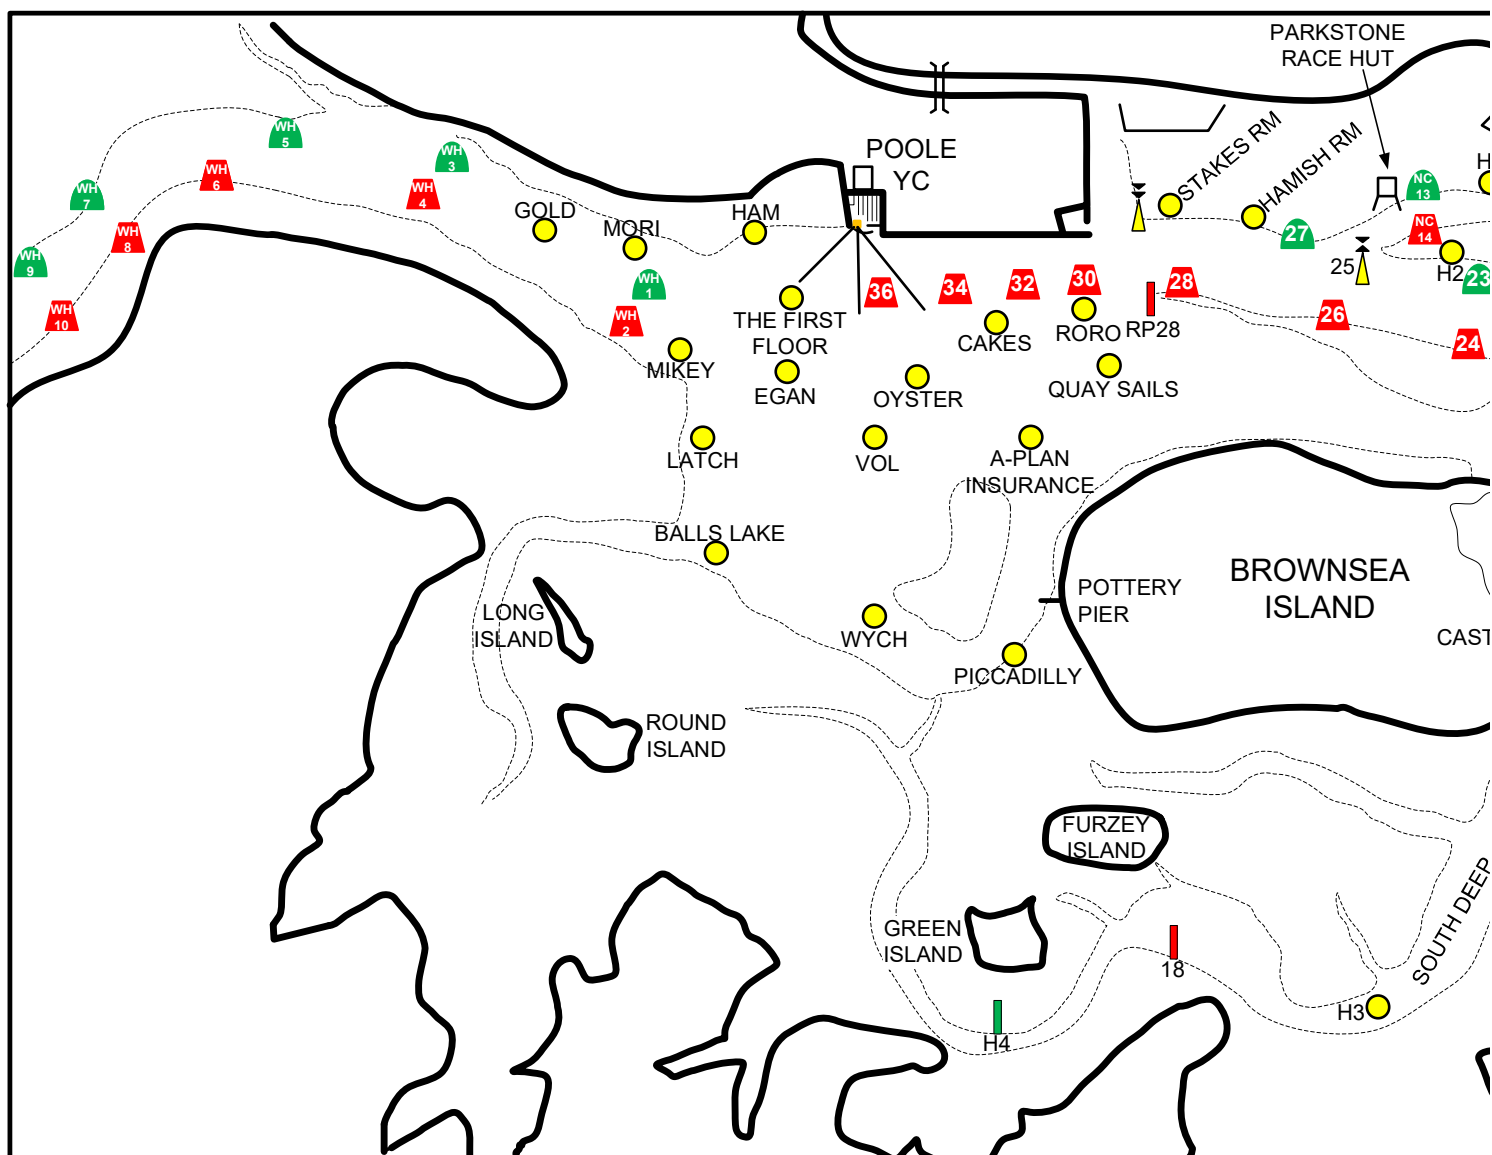 PARKSTONE
RACE HUT
WH
5
WH
3
POOLE
YC
STAKES RM
HAMISH RM
WH
7
WH
6
WH
4
NC
13
H
GOLD
MORI
HAM
WH
8
27
NC
14
WH
9
25
H2
23
WH
1
36
34
32
30
28
WH
10
WH
2
THE FIRST
FLOOR
CAKES
RORO
RP28
26
24
MIKEY
EGAN
OYSTER
QUAY SAILS
LATCH
VOL
A-PLAN
INSURANCE
BALLS LAKE
BROWNSEA
ISLAND
POTTERY
PIER
LONG
ISLAND
WYCH
CAST
PICCADILLY
ROUND
ISLAND
FURZEY
ISLAND
SOUTH DEEP
GREEN
ISLAND
18
H3
H4